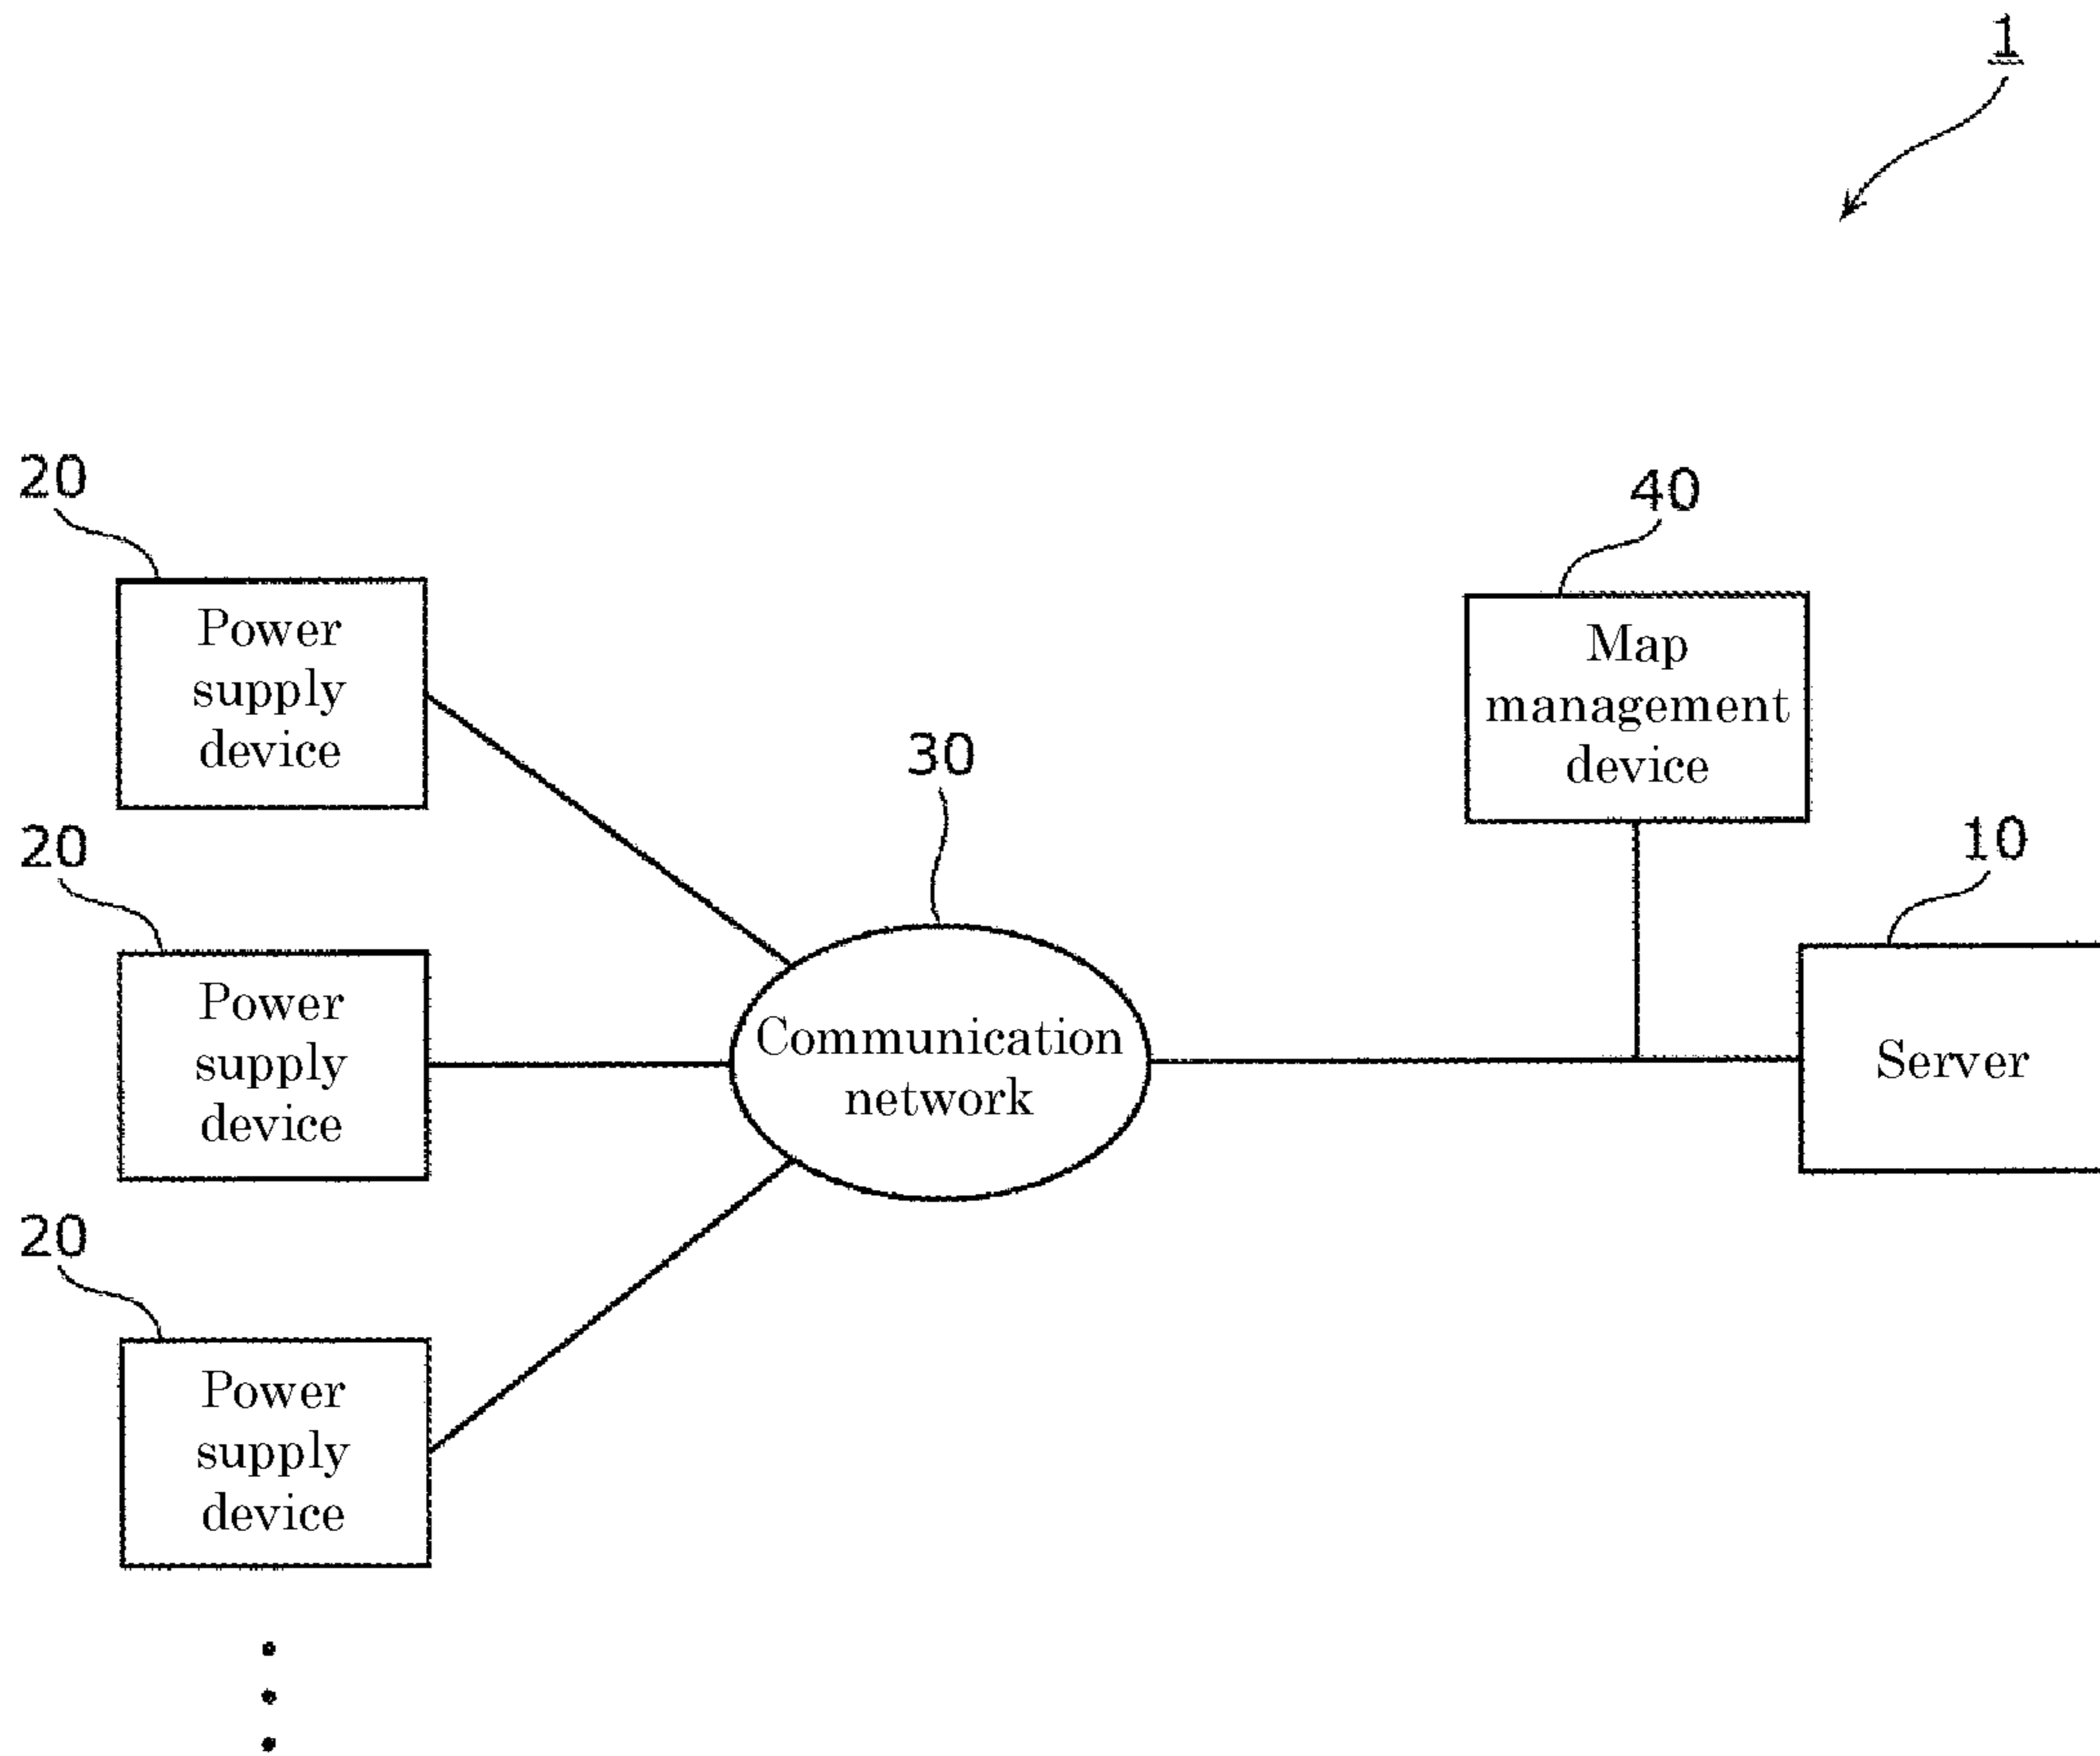 1
20
Power
supply
device
40
Map
management
device
30
20
Power
supply
device
10
Communication
network
Server
20
Power
supply
device